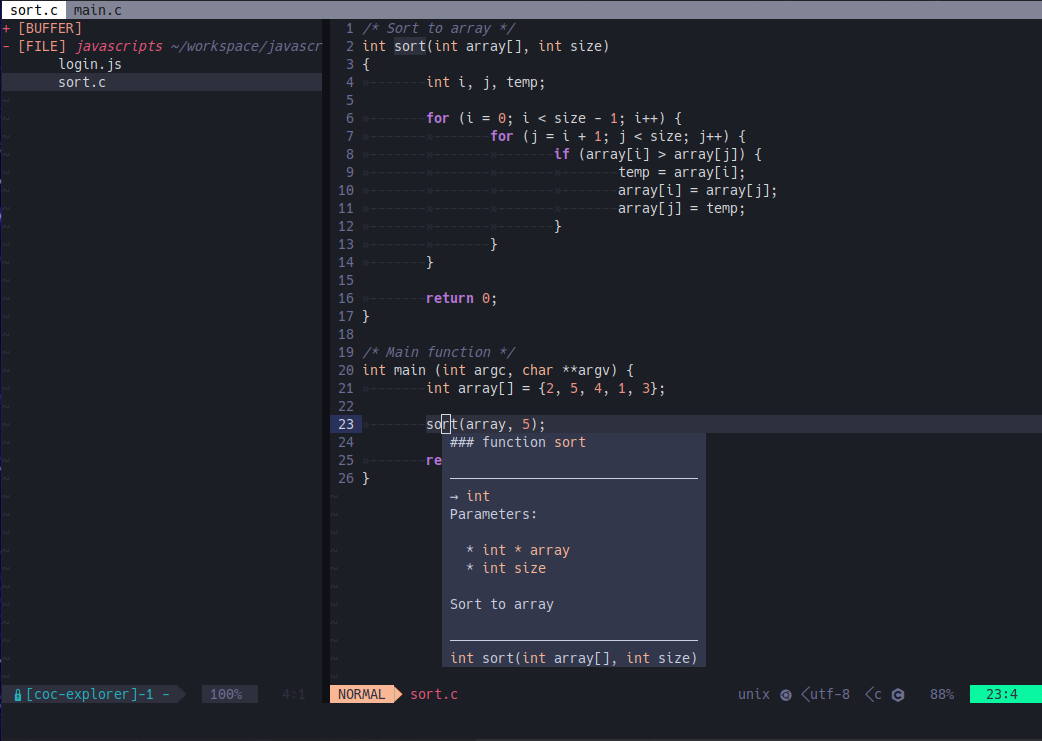 sort.c main.c
+ [BUFFER]
- [FILE] javascripts ~/workspace/javascr
login.js
sort.c
1 /* Sort to array */
2 int sort(int array[], int size)
3 {
4 int i, j, temp;
5
6 for (i = 0; i < size - 1; i++) {
7 for (j = i + 1; j < size; j++) {
8 if (array[i] > array[j]) {
9 temp = array[i];
10 array[i] = array[j];
11 array[j] = temp;
12 }
13 }
14 }
15
16 return 0;
17 }
18
19 /* Main function */
20 int main (int argc, char **argv) {
21 int array[] = {2, 5, 4, 1, 3};
22
23 sort(array, 5);
24
25 re
26 }
### function sort
→ int
Parameters:
* int * array
* int size
Sort to array
int sort(int array[], int size)
[coc-explorer]-1 - 100% 4:1
NORMAL sort.c unix utf-8 c 88% 23:4